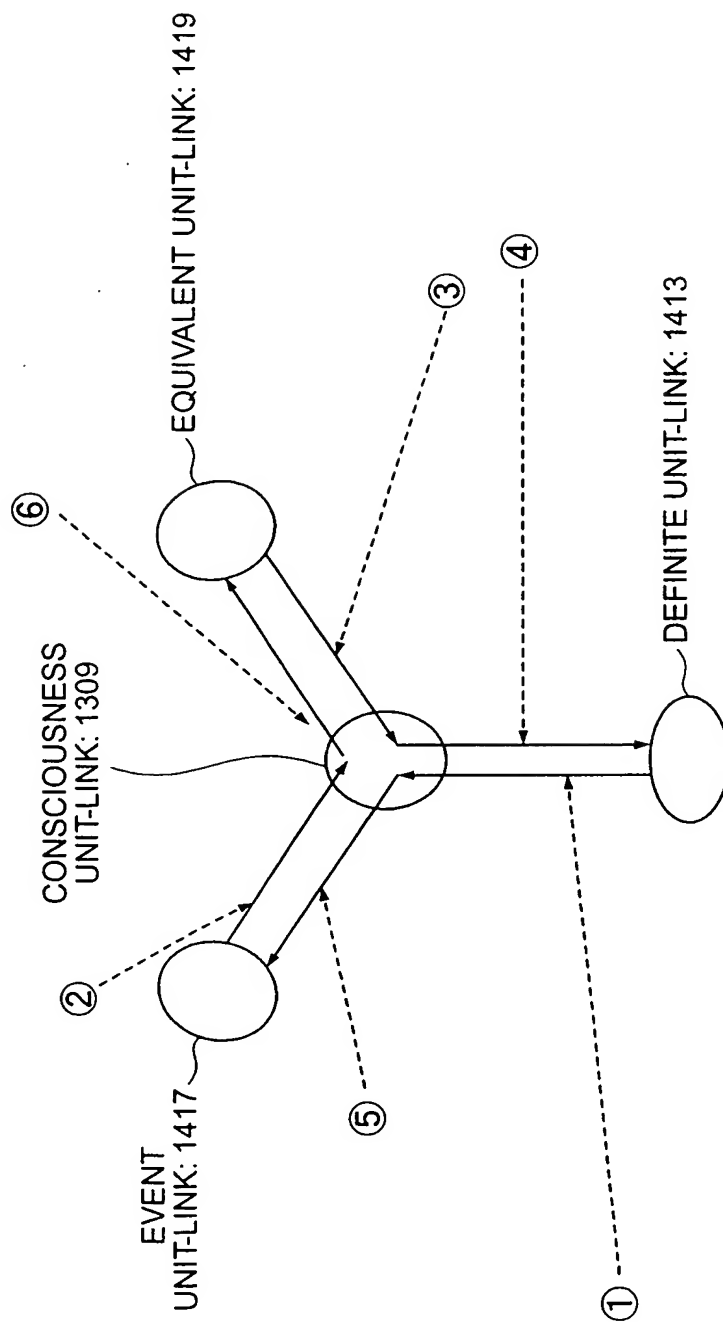 ⑥
CONSCIOUSNESS
UNIT-LINK: 1309
EQUIVALENT UNIT-LINK: 1419
②
③
EVENT
UNIT-LINK: 1417
④
⑤
DEFINITE UNIT-LINK: 1413
①